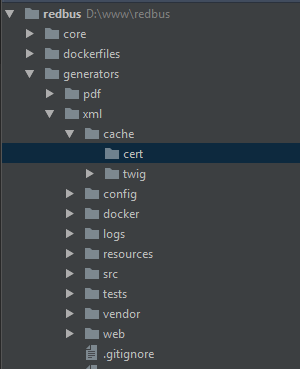 redbus D:\www\redbus
core
dockerfiles
generators
pdf
xml
cache
cert
twig
config
docker
logs
resources
src
tests
vendor
web
.gitignore